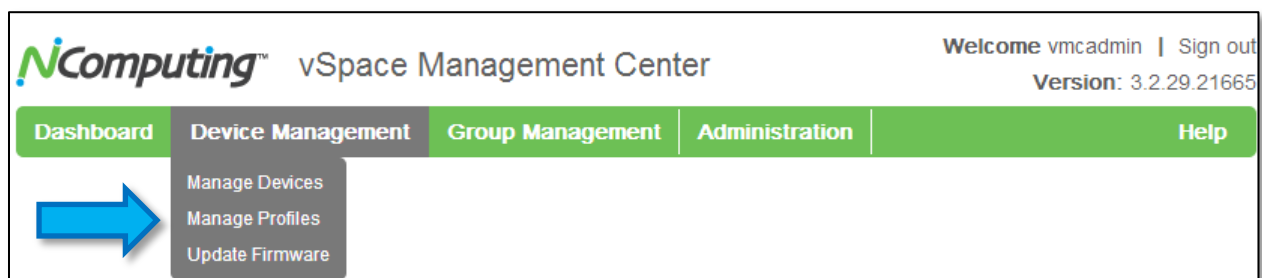 NComputing™ vSpace Management Center
Welcome vmcadmin | Sign out
Version: 3.2.29.21665
Dashboard Device Management Group Management Administration Help
Manage Devices
Manage Profiles
Update Firmware